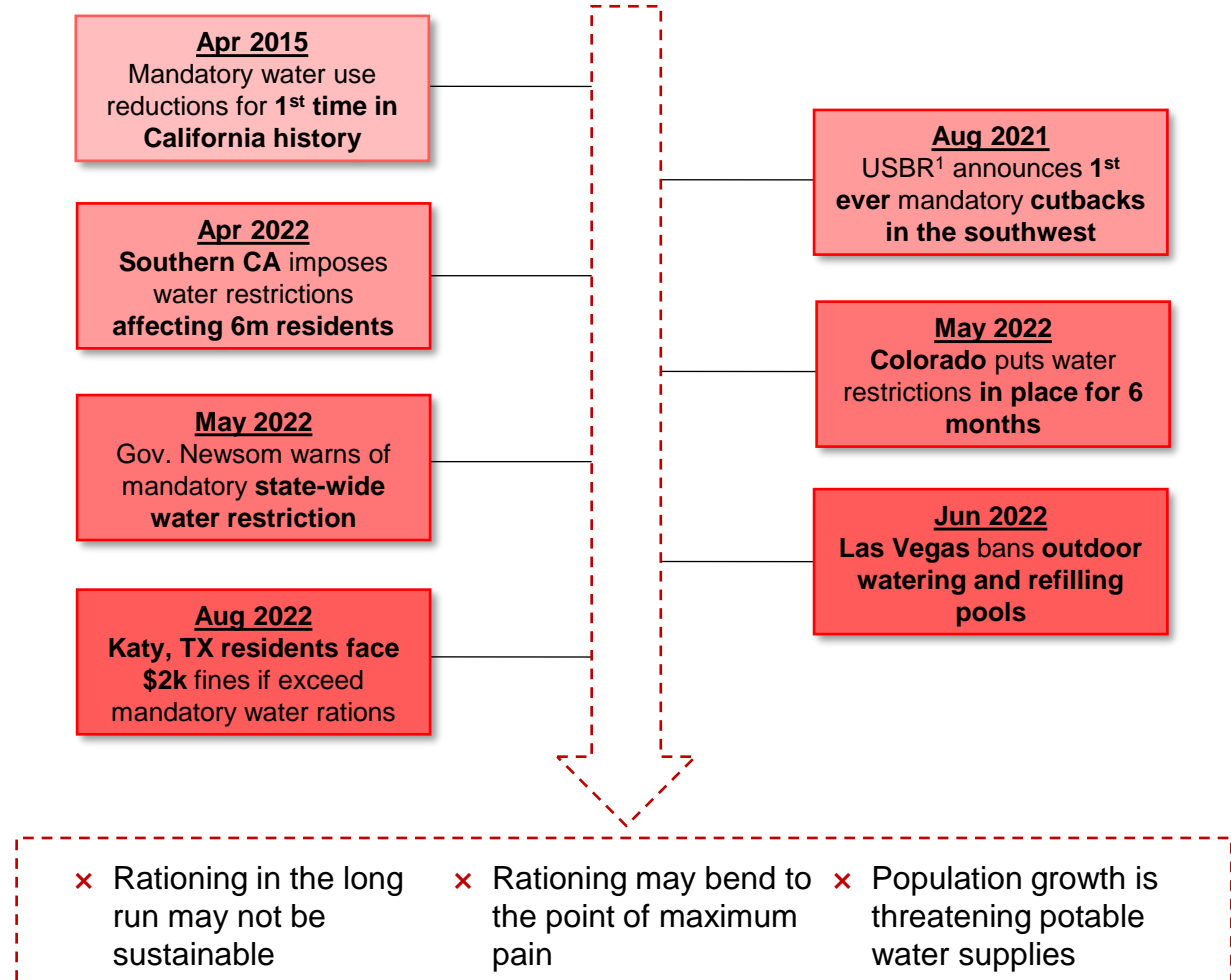 Apr 2015
Mandatory water use
reductions for 1st time in
California history
Aug 2021
USBR1 announces 1st
ever mandatory cutbacks
in the southwest
Apr 2022
Southern CA imposes
water restrictions
affecting 6m residents
May 2022
Colorado puts water
restrictions in place for 6
months
May 2022
Gov. Newsom warns of
mandatory state-wide
water restriction
Jun 2022
Las Vegas bans outdoor
watering and refilling
pools
Aug 2022
Katy, TX residents face
$2k fines if exceed
mandatory water rations
× Rationing in the long
run may not be
sustainable
× Rationing may bend to
the point of maximum
pain
× Population growth is
threatening potable
water supplies